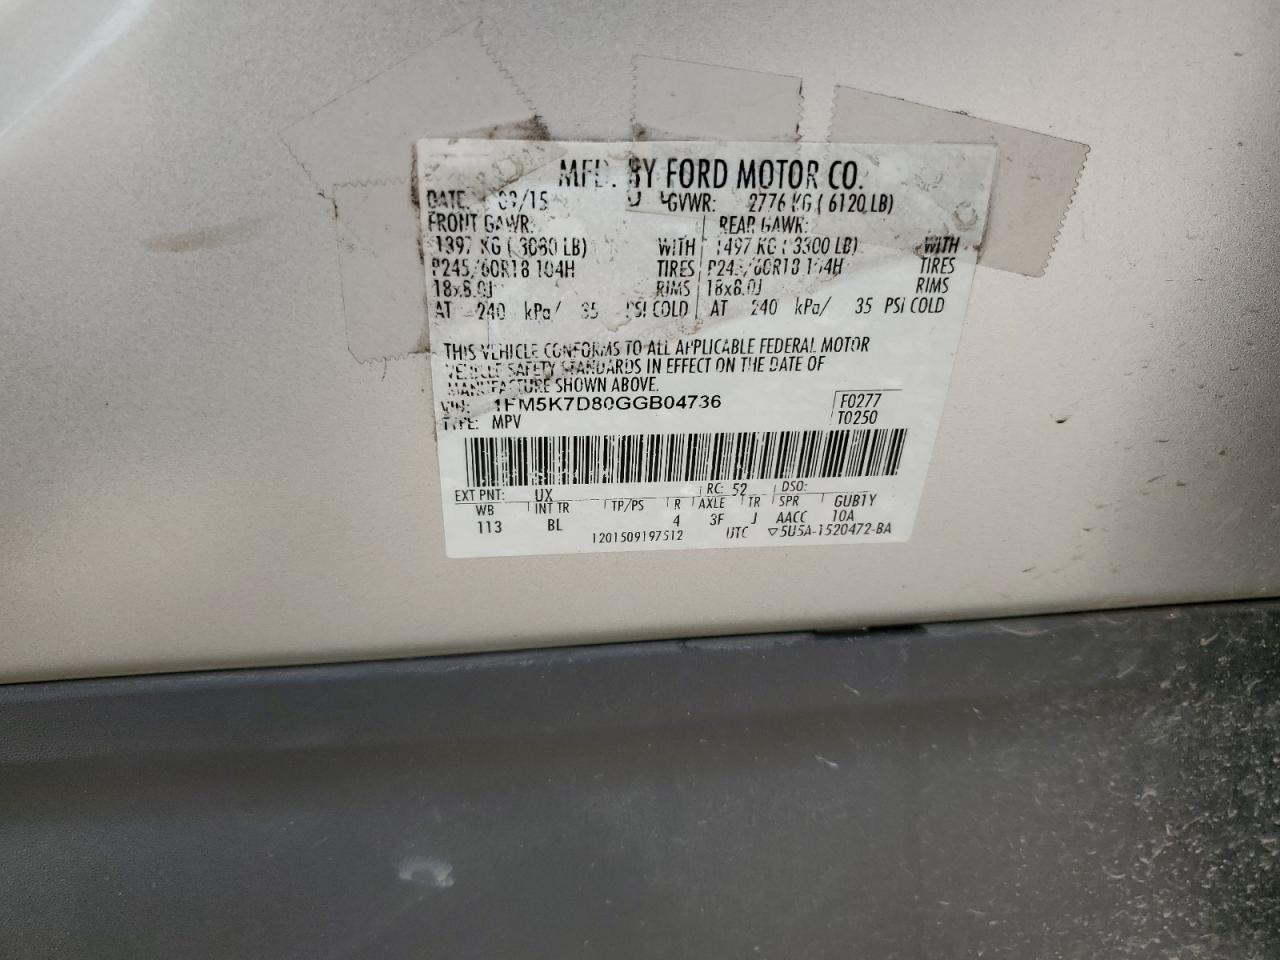 MFD. BY FORD MOTOR CO.
DATE: 09/15 GVWR: 2776 KG ( 6120 LB)
FRONT GAWR: REAR GAWR:
1397 KG ( 3080 LB) WITH 1497 KG ( 3300 LB) WITH
P245/60R18 104H TIRES P245/60R18 104H TIRES
18x8.0J RIMS 18x8.0J RIMS
AT 240 kPa/ 35 PSI COLD AT 240 kPa/ 35 PSI COLD
THIS VEHICLE CONFORMS TO ALL APPLICABLE FEDERAL MOTOR
VEHICLE SAFETY STANDARDS IN EFFECT ON THE DATE OF
MANUFACTURE SHOWN ABOVE.
VIN: 1FM5K7D80GGB04736 F0277
TYPE: MPV T0250
EXT PNT: UX RC: 52 DSO:
WB INT TR TP/PS R AXLE TR SPR GUB1Y
113 BL 4 3F J AACC 10A
1201509197512 UTC ▽5U5A-1520472-BA